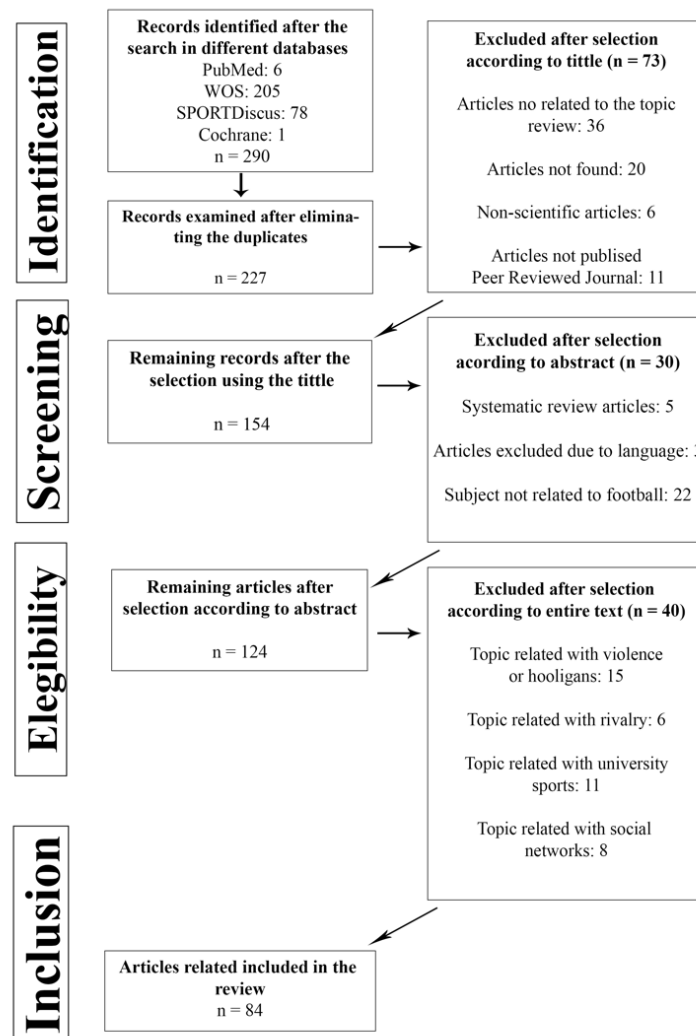 Identification
Records identified after the
search in different databases
PubMed: 6
WOS: 205
SPORTDiscus: 78
Cochrane: 1
n = 290
Records examined after elimina-
ting the duplicates
n = 227
Excluded after selection
according to tittle (n = 73)
Articles no related to the topic
review: 36
Articles not found: 20
Non-scientific articles: 6
Articles not publised
Peer Reviewed Journal: 11
Screening
Remaining records after the
selection using the tittle
n = 154
Excluded after selection
acording to abstract (n = 30)
Systematic review articles: 5
Articles excluded due to language:
Subject not related to football: 22
Elegibility
Remaining articles after
selection according to abstract
n = 124
Excluded after selection
according to entire text (n = 40)
Topic related with violence
or hooligans: 15
Topic related with rivalry: 6
Topic related with university
sports: 11
Topic related with social
networks: 8
Inclusion
Articles related included in the
review
n = 84